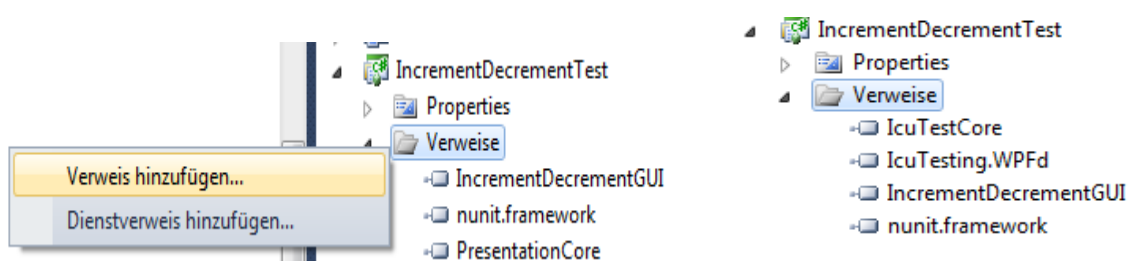 IncrementDecrementTest
Properties
Verweise
Verweis hinzufügen...
Dienstverweis hinzufügen...
IncrementDecrementGUI
nunit.framework
PresentationCore
IncrementDecrementTest
Properties
Verweise
IcuTestCore
IcuTesting.WPFd
IncrementDecrementGUI
nunit.framework